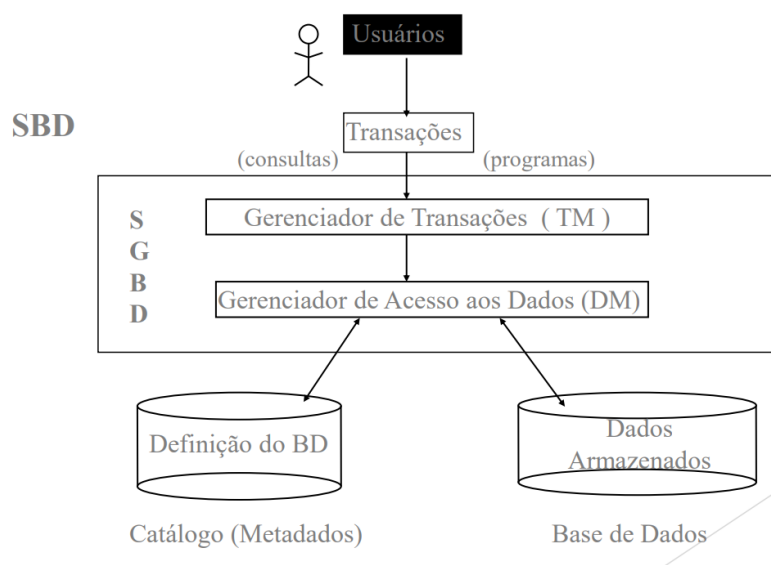 Usuários
SBD
Transações
(consultas)
(programas)
S
G
B
D
Gerenciador de Transações ( TM )
Gerenciador de Acesso aos Dados (DM)
Definição do BD
Dados
Armazenados
Catálogo (Metadados)
Base de Dados